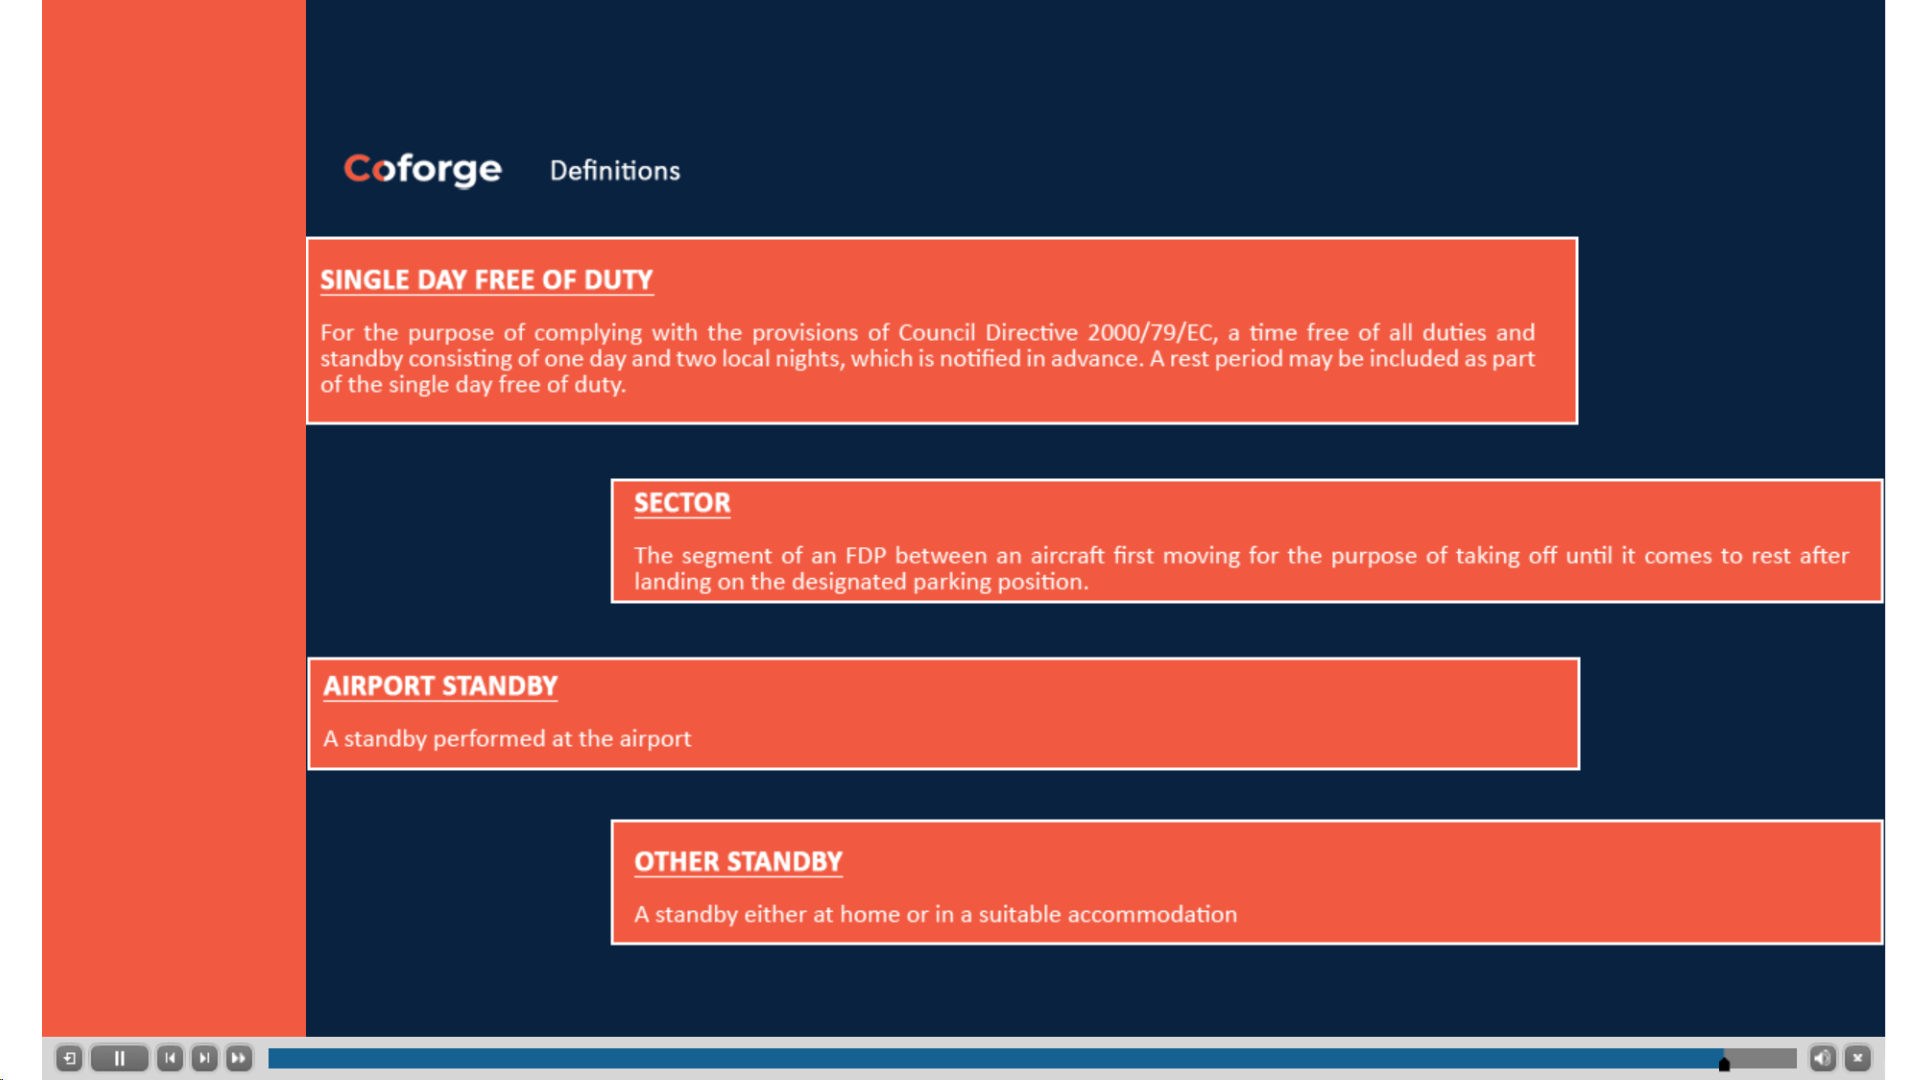 Coforge Definitions
SINGLE DAY FREE OF DUTY
For the purpose of complying with the provisions of Council Directive 2000/79/EC, a time free of all duties and
standby consisting of one day and two local nights, which is notified in advance. A rest period may be included as part
of the single day free of duty.
SECTOR
The segment of an FDP between an aircraft first moving for the purpose of taking off until it comes to rest after
landing on the designated parking position.
AIRPORT STANDBY
A standby performed at the airport
OTHER STANDBY
A standby either at home or in a suitable accommodation